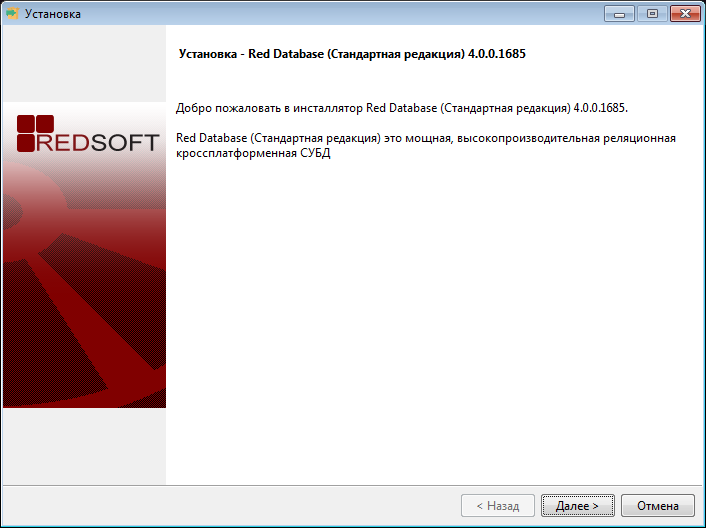 Установка
Установка - Red Database (Стандартная редакция) 4.0.0.1685
REDSOFT
Добро пожаловать в инсталлятор Red Database (Стандартная редакция) 4.0.0.1685.
Red Database (Стандартная редакция) это мощная, высокопроизводительная реляционная
кроссплатформенная СУБД
< Назад
Далее >
Отмена